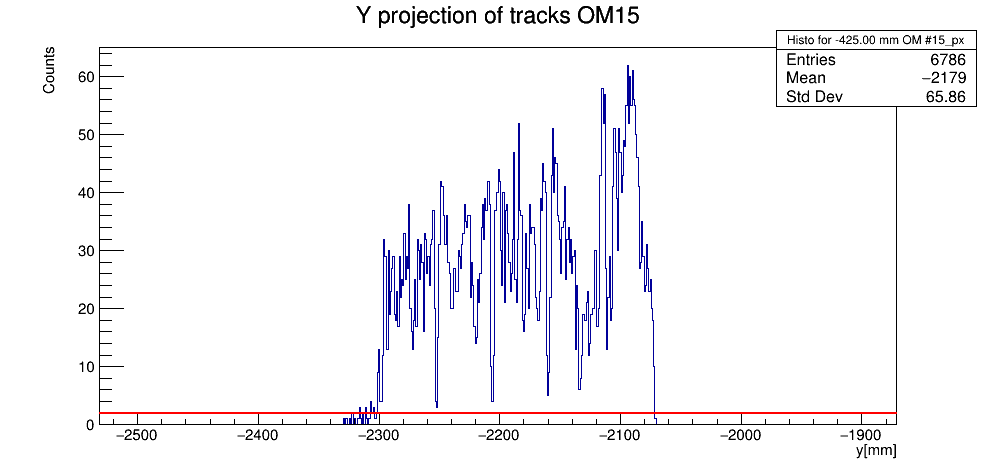 Y projection of tracks OM15
Histo for -425.00 mm OM #15_px
Entries 6786
Mean −2179
Std Dev 65.86
Counts
60
50
40
30
20
10
0
−2500 −2400 −2300 −2200 −2100 −2000 −1900
y[mm]